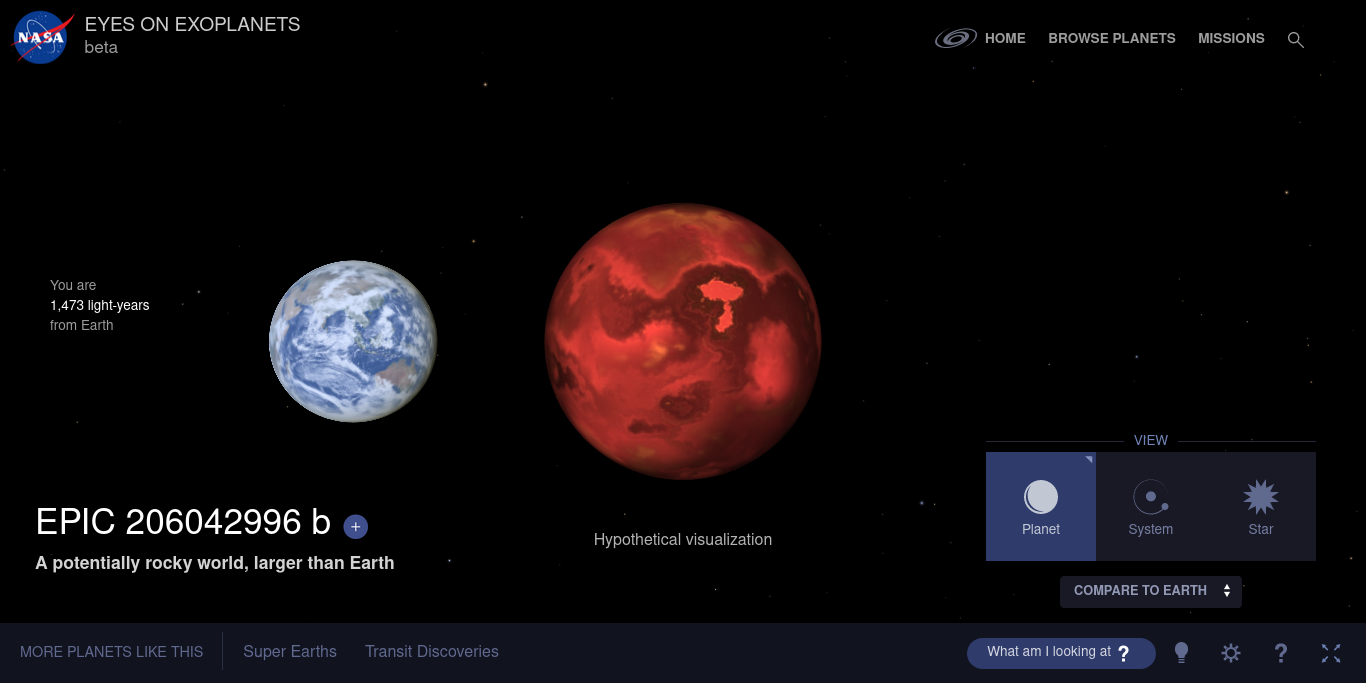 NASA
EYES ON EXOPLANETS
beta
HOME
BROWSE PLANETS
MISSIONS
You are
1,473 light-years
from Earth
EPIC 206042996 b +
A potentially rocky world, larger than Earth
Hypothetical visualization
VIEW
Planet
System
Star
COMPARE TO EARTH
MORE PLANETS LIKE THIS
Super Earths
Transit Discoveries
What am I looking at ?
?